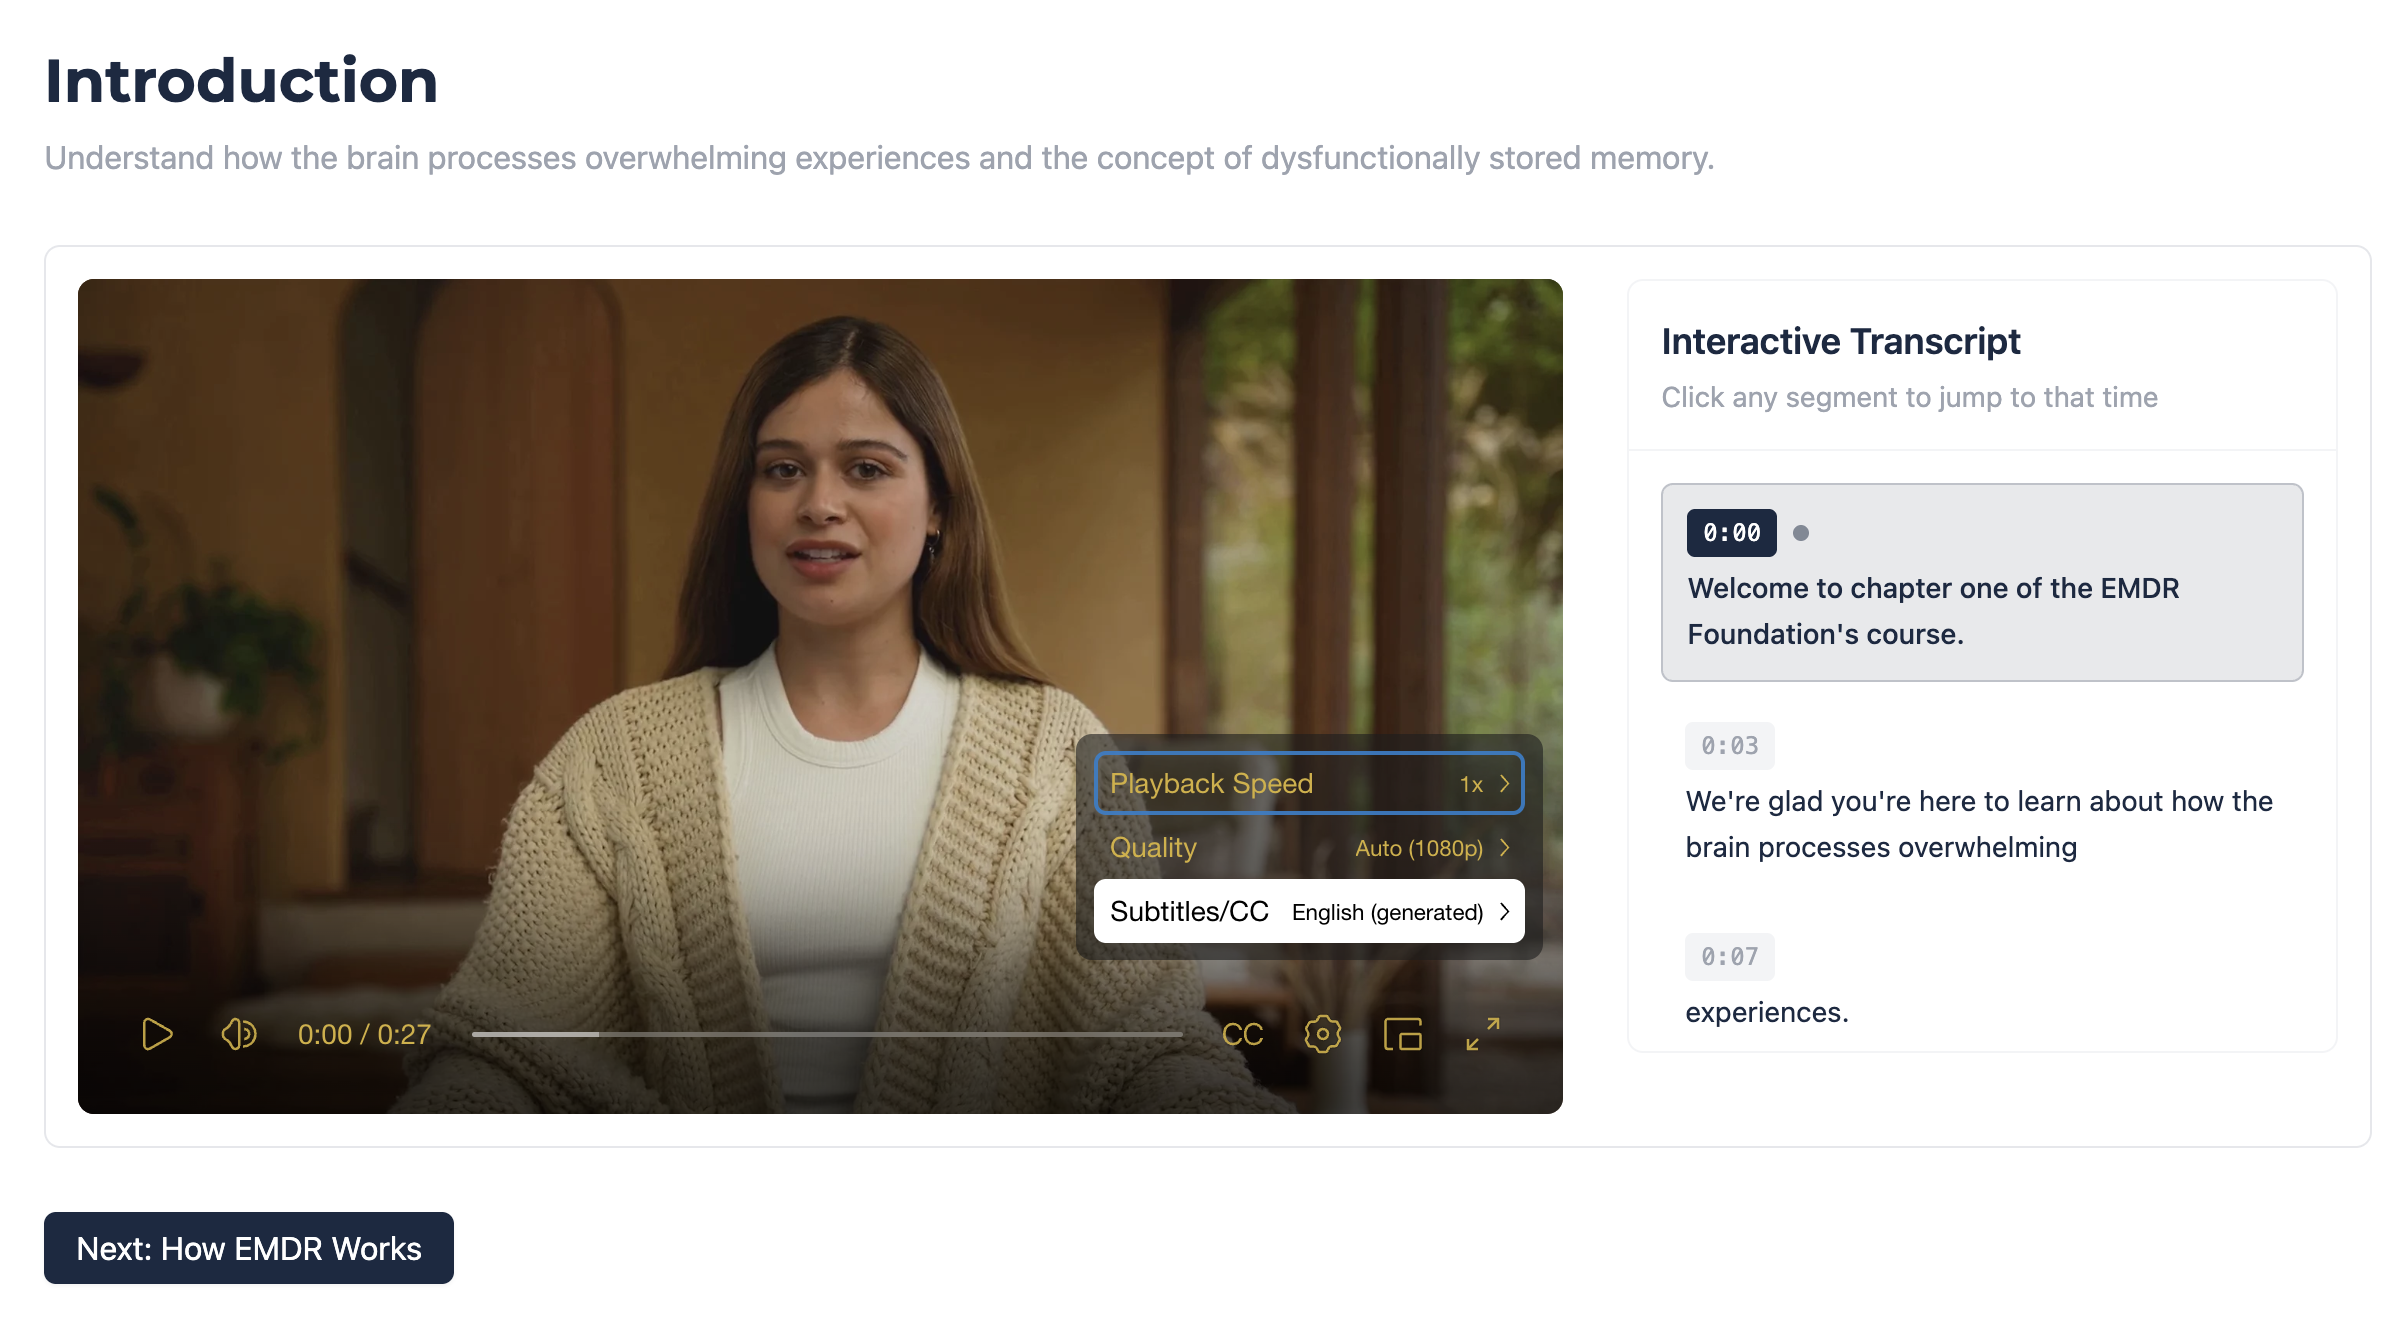 Introduction
Understand how the brain processes overwhelming experiences and the concept of dysfunctionally stored memory.
Playback Speed 1x
Quality Auto (1080p)
Subtitles/CC English (generated)
0:00 / 0:27
CC
Interactive Transcript
Click any segment to jump to that time
0:00
Welcome to chapter one of the EMDR
Foundation's course.
0:03
We're glad you're here to learn about how the
brain processes overwhelming
0:07
experiences.
Next: How EMDR Works